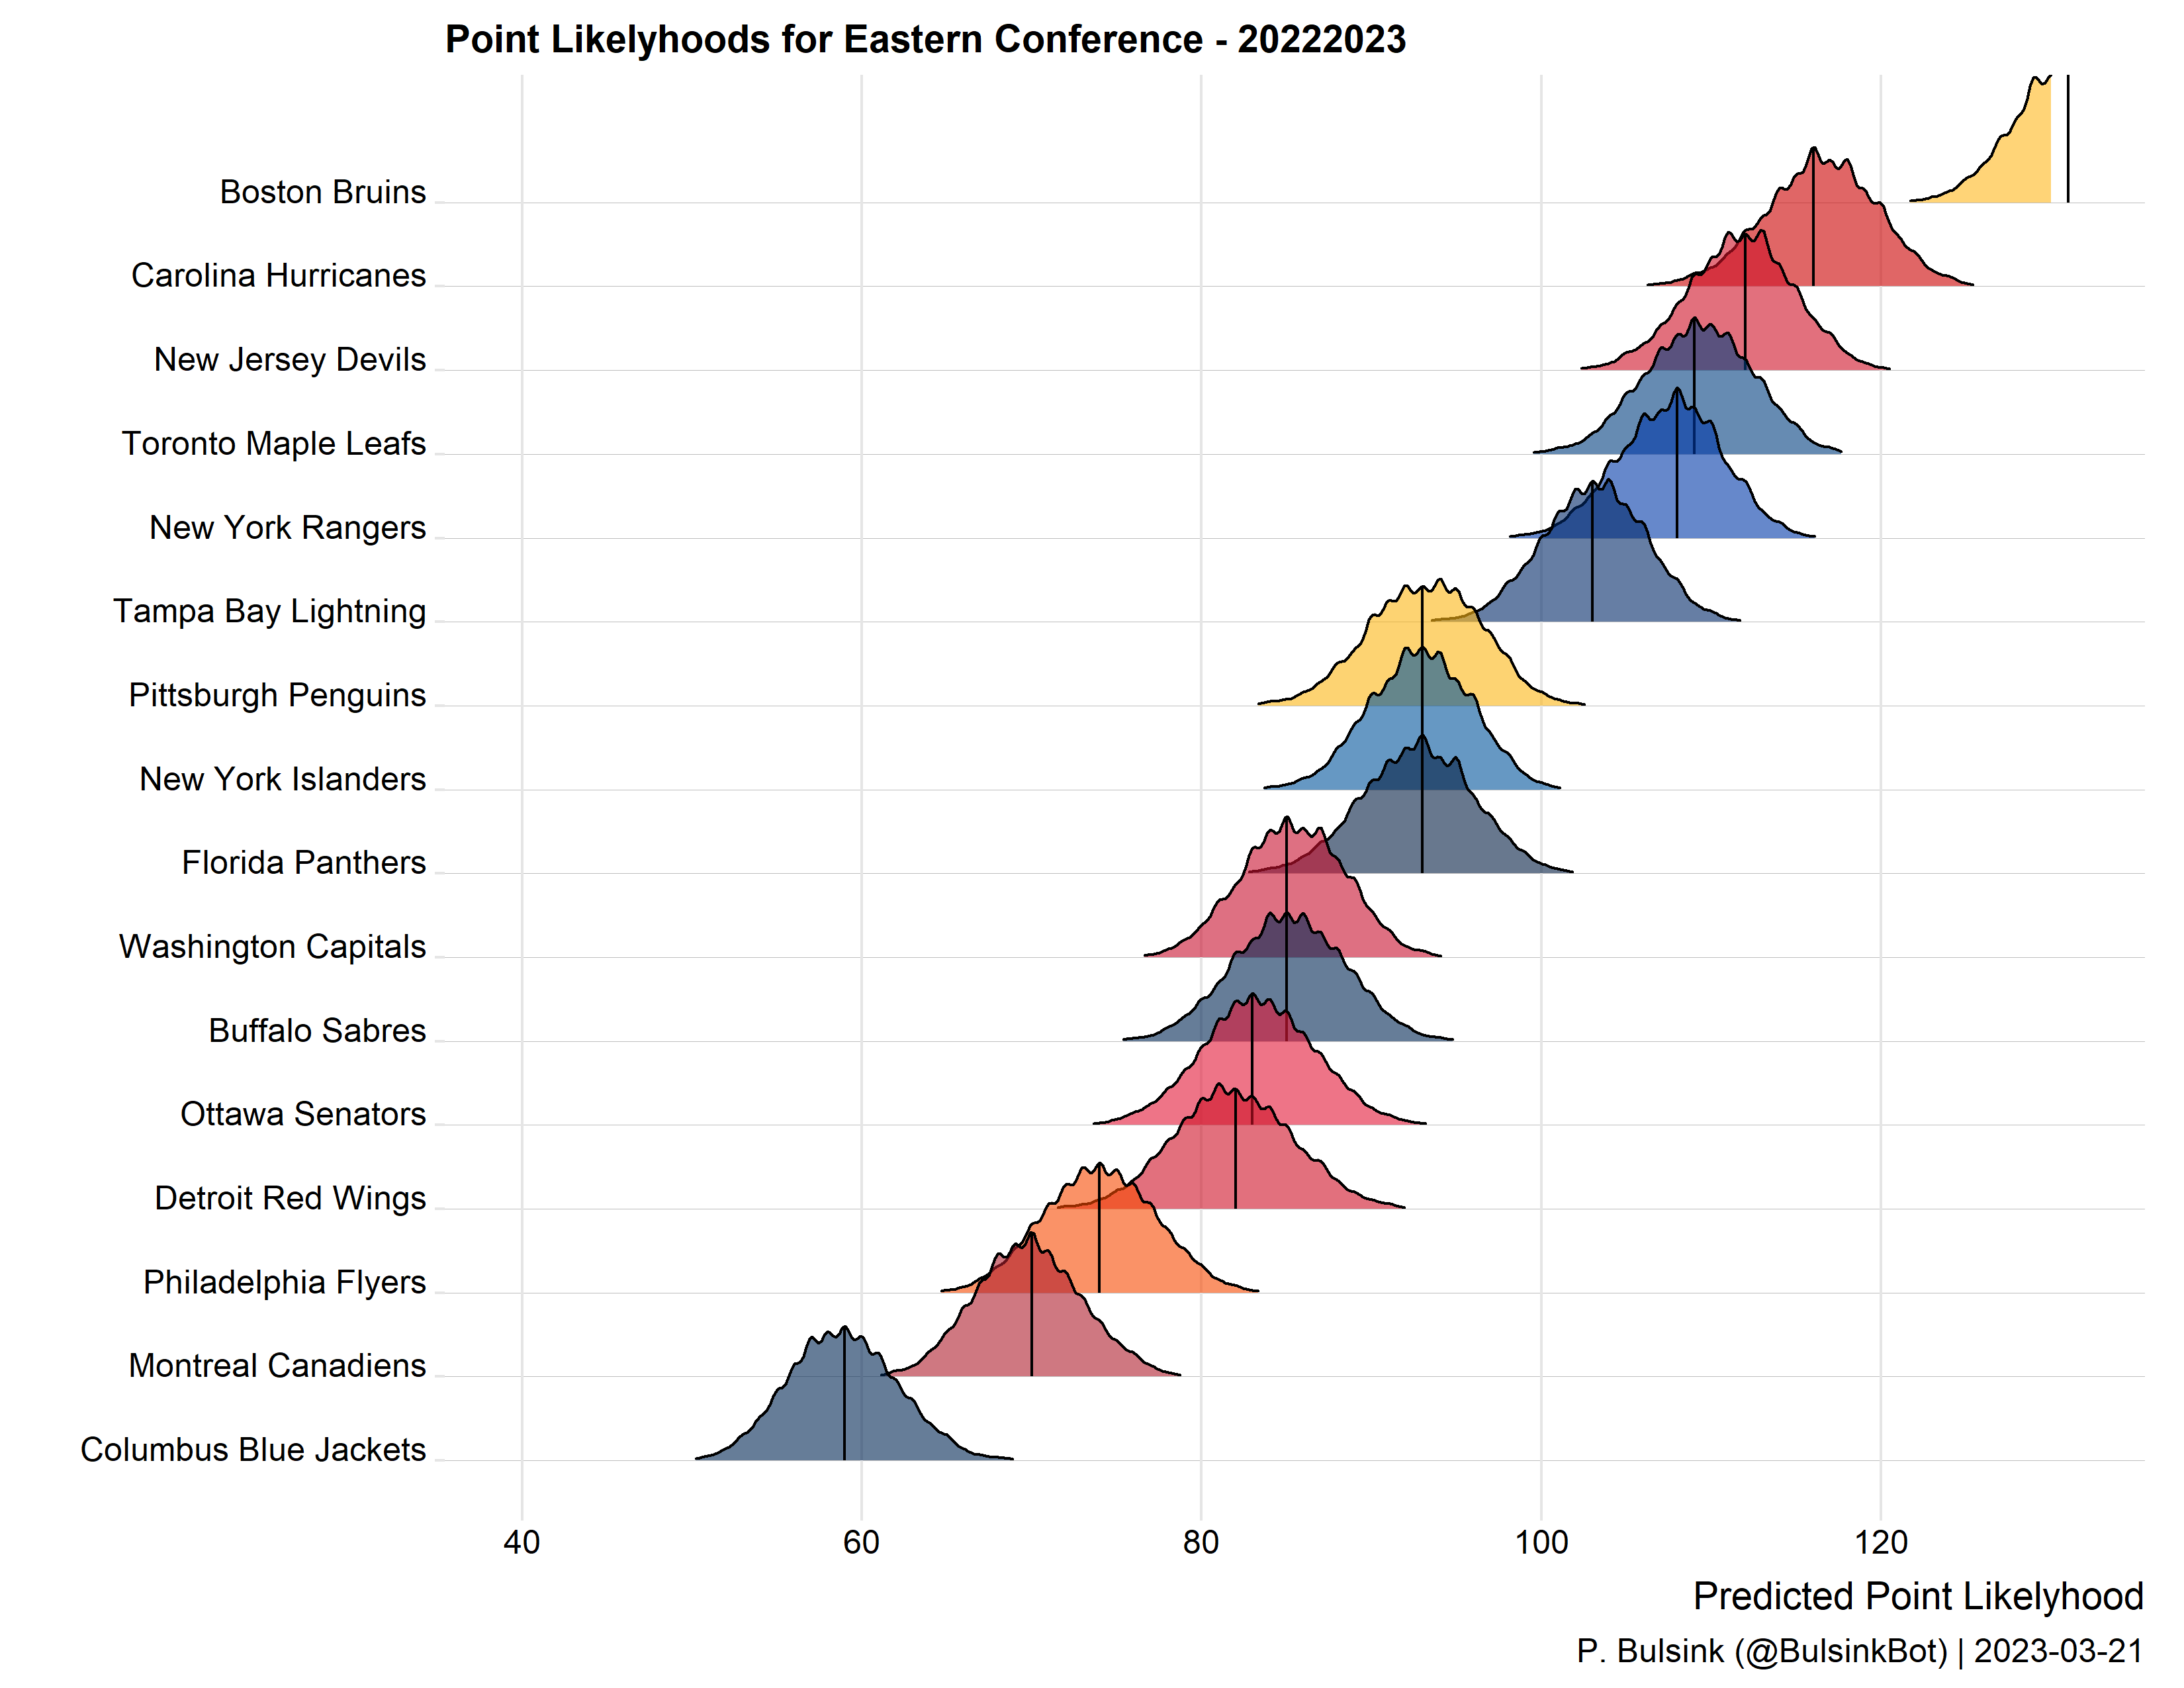 Point Likelyhoods for Eastern Conference - 20222023
Boston Bruins
Carolina Hurricanes
New Jersey Devils
Toronto Maple Leafs
New York Rangers
Tampa Bay Lightning
Pittsburgh Penguins
New York Islanders
Florida Panthers
Washington Capitals
Buffalo Sabres
Ottawa Senators
Detroit Red Wings
Philadelphia Flyers
Montreal Canadiens
Columbus Blue Jackets
40 60 80 100 120
Predicted Point Likelyhood
P. Bulsink (@BulsinkBot) | 2023-03-21